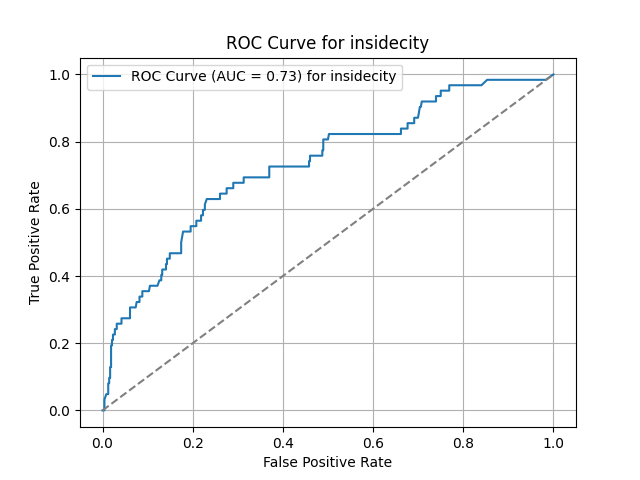 ROC Curve for insidecity
ROC Curve (AUC = 0.73) for insidecity
True Positive Rate
1.0
0.8
0.6
0.4
0.2
0.0
0.0 0.2 0.4 0.6 0.8 1.0
False Positive Rate